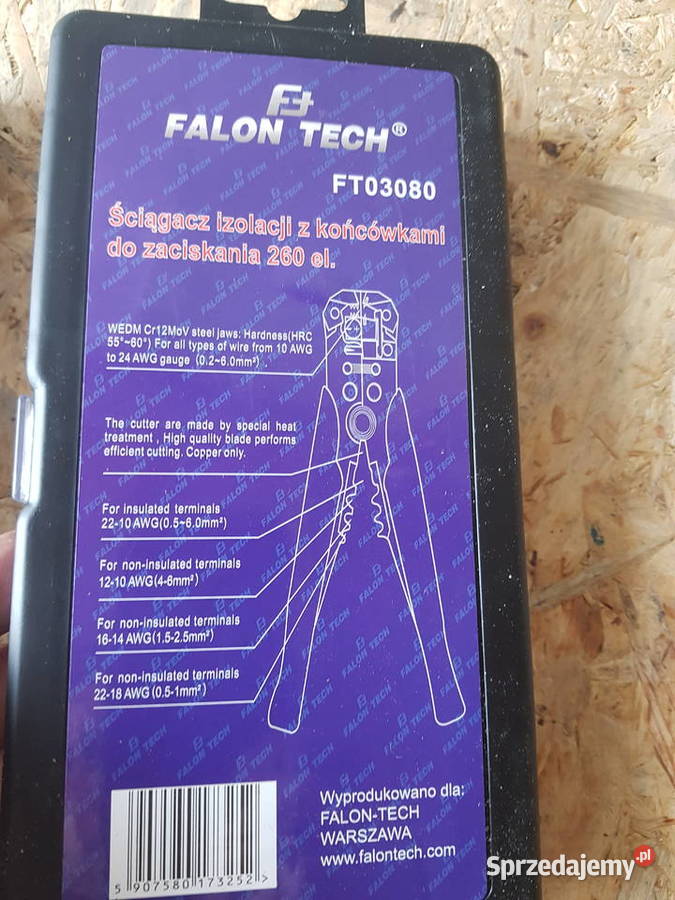 FALON TECH®
FT03080
Ściągacz izolacji z końcówkami
do zaciskania 260 el.
WEDM Cr12MoV steel jaws: Hardness(HRC
55°~60°) For all types of wire from 10 AWG
to 24 AWG gauge (0.2~6.0mm²) .
The cutter are made by special heat
treatment , High quality blade performs
efficient cutting. Copper only.
For insulated terminals
22-10 AWG(0.5~6.0mm²)
For non-insulated terminals
12-10 AWG(4-6mm²)
For non-insulated terminals
16-14 AWG(1.5-2.5mm²)
For non-insulated terminals
22-18 AWG(0.5-1mm²)
5 907580 173252 >
Wyprodukowano dla:
FALON-TECH
WARSZAWA
www.falontech.com
Sprzedajemy.pl